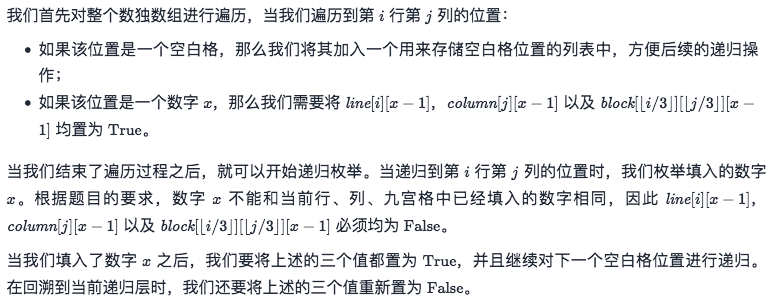 我们首先对整个数独数组进行遍历，当我们遍历到第 i 行第 j 列的位置：
• 如果该位置是一个空白格，那么我们将其加入一个用来存储空白格位置的列表中，方便后续的递归操
作；
• 如果该位置是一个数字 x，那么我们需要将 line[i][x − 1]，column[j][x − 1] 以及 block[⌊i/3⌋][⌊j/3⌋][x −
1] 均置为 True。
当我们结束了遍历过程之后，就可以开始递归枚举。当递归到第 i 行第 j 列的位置时，我们枚举填入的数字
x。根据题目的要求，数字 x 不能和当前行、列、九宫格中已经填入的数字相同，因此 line[i][x − 1]，
column[j][x − 1] 以及 block[⌊i/3⌋][⌊j/3⌋][x − 1] 必须均为 False。
当我们填入了数字 x 之后，我们要将上述的三个值都置为 True，并且继续对下一个空白格位置进行递归。
在回溯到当前递归层时，我们还要将上述的三个值重新置为 False。